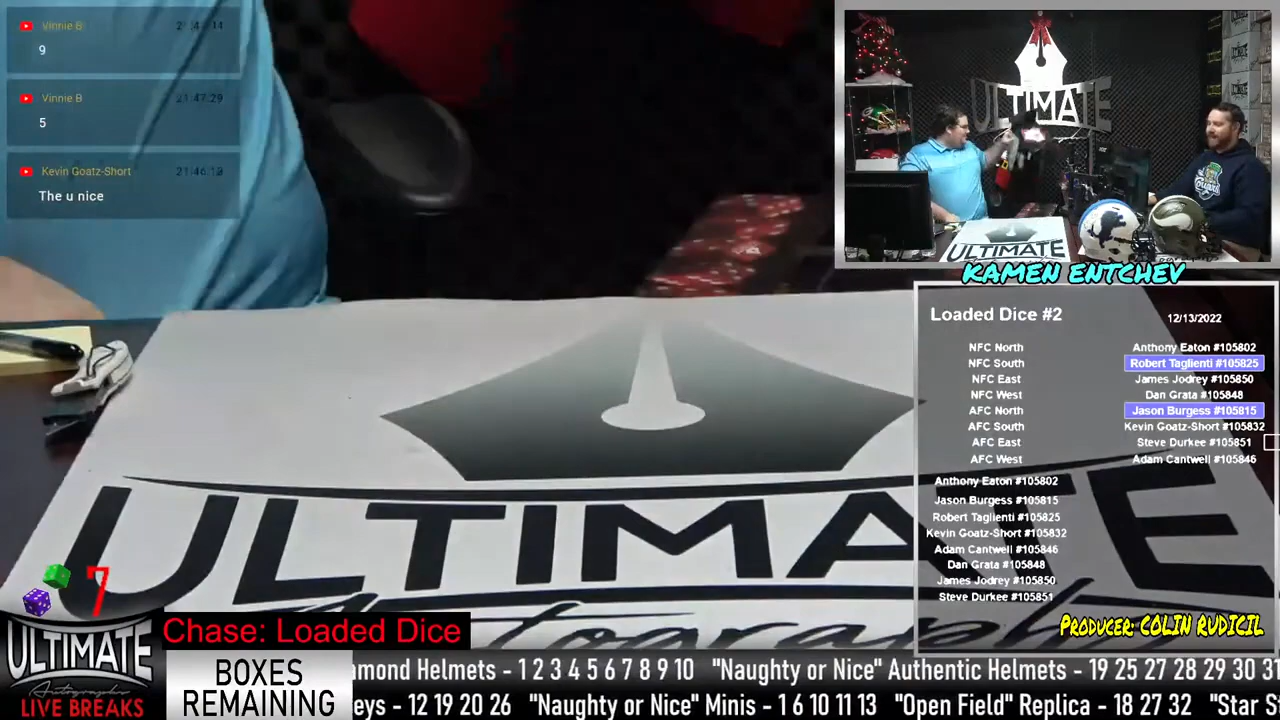 Vinnie B 21:47:14
9
Vinnie B 21:47:29
5
Kevin Goatz-Short 21:46:13
The u nice
ULTIMATE
ULTIMATE
KAMEN ENTCHEV
Loaded Dice #2
12/13/2022
NFC North Anthony Eaton #105802
NFC South Robert Taglienti #105825
NFC East James Jodrey #105850
NFC West Dan Grata #105848
AFC North Jason Burgess #105815
AFC South Kevin Goatz-Short #105832
AFC East Steve Durkee #105851
AFC West Adam Cantwell #105846
Anthony Eaton #105802
Jason Burgess #105815
Robert Taglienti #105825
Kevin Goatz-Short #105832
Adam Cantwell #105846
Dan Grata #105848
James Jodrey #105850
Steve Durkee #105851
Producer: COLIN RUDICIL
ULTIMATE
Autographs
7
ULTIMATE
Autographs
LIVE BREAKS
Chase: Loaded Dice
BOXES
REMAINING
amond Helmets - 1 2 3 4 5 6 7 8 9 10 "Naughty or Nice" Authentic Helmets - 19 25 27 28 29 30 31
eys - 12 19 20 26 "Naughty or Nice" Minis - 1 6 10 11 13 "Open Field" Replica - 18 27 32 "Star S